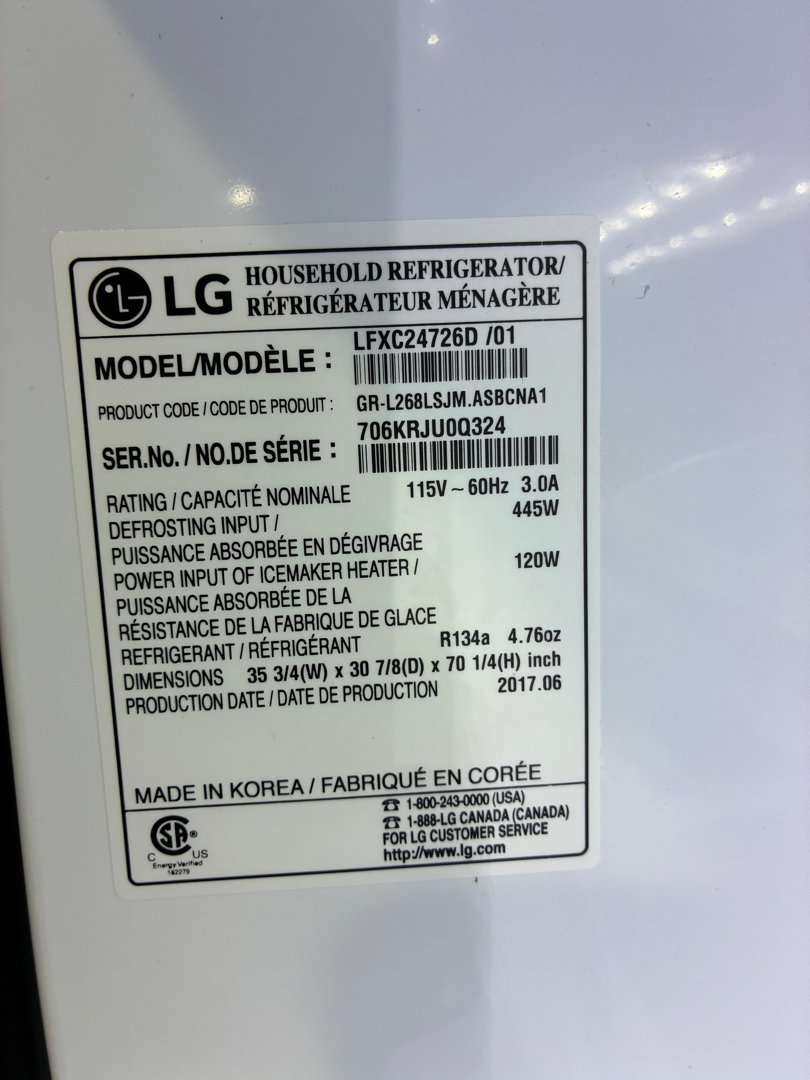 LG HOUSEHOLD REFRIGERATOR/
RÉFRIGÉRATEUR MÉNAGÈRE
MODEL/MODÈLE : LFXC24726D /01
PRODUCT CODE / CODE DE PRODUIT : GR-L268LSJM.ASBCNA1
SER.No. / NO.DE SÉRIE : 706KRJU0Q324
RATING / CAPACITÉ NOMINALE 115V ~ 60Hz 3.0A
DEFROSTING INPUT / 445W
PUISSANCE ABSORBÉE EN DÉGIVRAGE
POWER INPUT OF ICEMAKER HEATER / 120W
PUISSANCE ABSORBÉE DE LA
RÉSISTANCE DE LA FABRIQUE DE GLACE
REFRIGERANT / RÉFRIGÉRANT R134a 4.76oz
DIMENSIONS 35 3/4(W) x 30 7/8(D) x 70 1/4(H) inch
PRODUCTION DATE / DATE DE PRODUCTION 2017.06
MADE IN KOREA / FABRIQUÉ EN CORÉE
SA ®
C US
Energy Verified
162279
☎ 1-800-243-0000 (USA)
☎ 1-888-LG CANADA (CANADA)
FOR LG CUSTOMER SERVICE
http://www.lg.com